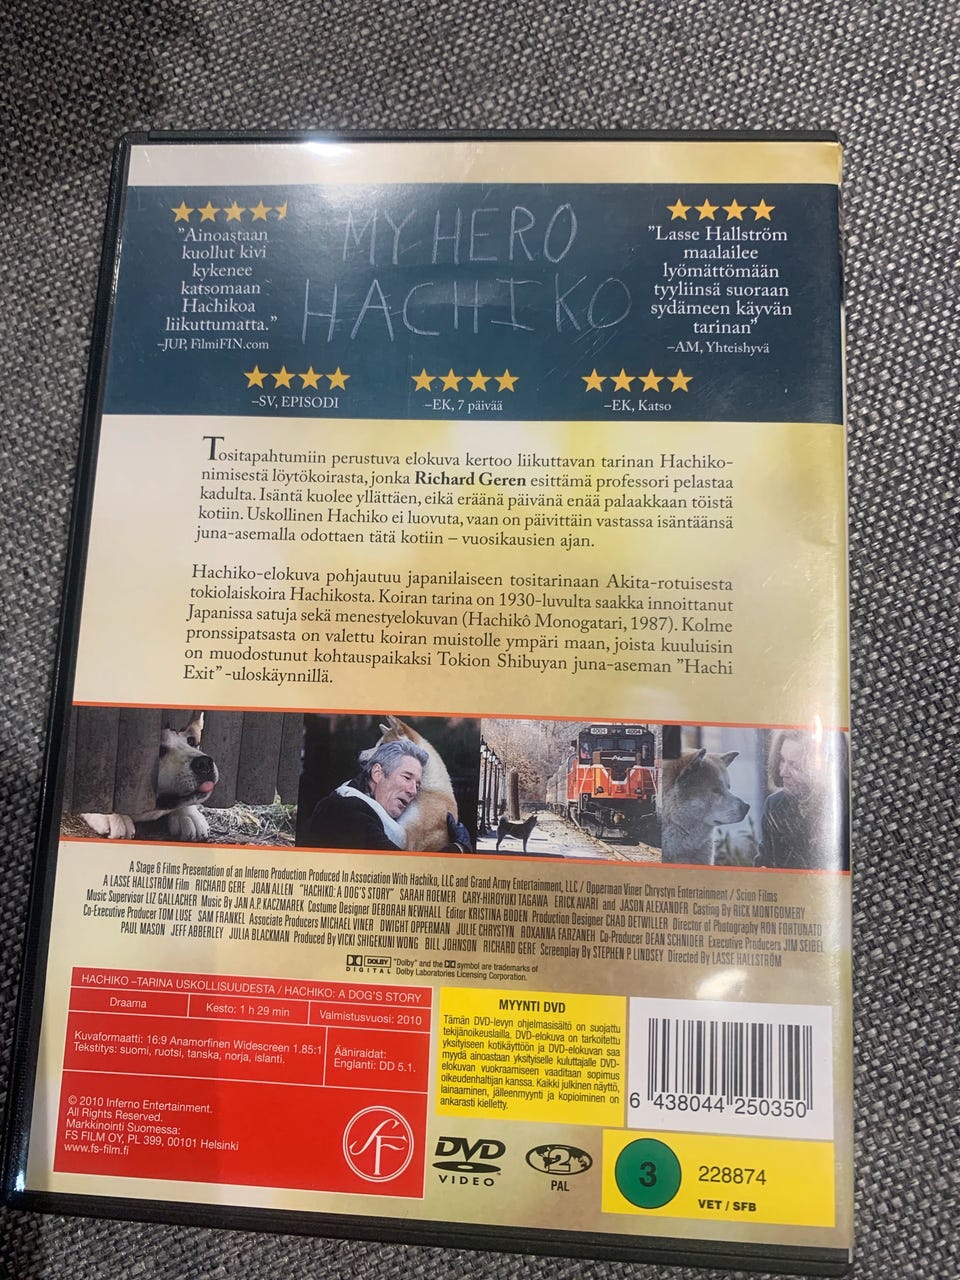 "Ainoastaan
kuollut kivi
kykenee
katsomaan
Hachikoa
liikuttumatta."
–JUP, FilmiFIN.com
MY HERO
HACHIKO
"Lasse Hallström
maalailee
lyömättömään
tyyliinsä suoraan
sydämeen käyvän
tarinan"
–AM, Yhteishyvä
–SV, EPISODI
–EK, 7 päivää
–EK, Katso
Tositapahtumiin perustuva elokuva kertoo liikuttavan tarinan Hachiko-
nimisestä löytökoirasta, jonka Richard Geren esittämä professori pelastaa
kadulta. Isäntä kuolee yllättäen, eikä eräänä päivänä enää palaakkaan töistä
kotiin. Uskollinen Hachiko ei luovuta, vaan on päivittäin vastassa isäntäänsä
juna-asemalla odottaen tätä kotiin – vuosikausien ajan.
Hachiko-elokuva pohjautuu japanilaiseen tositarinaan Akita-rotuisesta
tokiolaiskoira Hachikosta. Koiran tarina on 1930-luvulta saakka innoittanut
Japanissa satuja sekä menestyelokuvan (Hachikô Monogatari, 1987). Kolme
pronssipatsasta on valettu koiran muistolle ympäri maan, joista kuuluisin
on muodostunut kohtauspaikaksi Tokion Shibuyan juna-aseman "Hachi
Exit" -uloskäynnillä.
4004 4004
A Stage 6 Films Presentation of an Inferno Production Produced In Association With Hachiko, LLC and Grand Army Entertainment, LLC / Opperman Viner Chrystyn Entertainment / Scion Films
A LASSE HALLSTRÖM Film RICHARD GERE JOAN ALLEN "HACHIKO: A DOG'S STORY" SARAH ROEMER CARY-HIROYUKI TAGAWA ERICK AVARI and JASON ALEXANDER Casting By RICK MONTGOMERY
Music Supervisor LIZ GALLACHER Music By JAN A.P. KACZMAREK Costume Designer DEBORAH NEWHALL Editor KRISTINA BODEN Production Designer CHAD DETWILLER Director of Photography RON FORTUNATO
Co-Executive Producer TOM LUSE SAM FRANKEL Associate Producers MICHAEL VINER DWIGHT OPPERMAN JULIE CHRYSTYN ROXANNA FARZANEH Co-Producer DEAN SCHNIDER Executive Producers JIM SEIBEL
PAUL MASON JEFF ABBERLEY JULIA BLACKMAN Produced By VICKI SHIGEKUNI WONG BILL JOHNSON RICHARD GERE Screenplay By STEPHEN P. LINDSEY Directed By LASSE HALLSTRÖM
DOLBY DIGITAL
"Dolby" and the DD symbol are trademarks of
Dolby Laboratories Licensing Corporation.
HACHIKO –TARINA USKOLLISUUDESTA / HACHIKO: A DOG'S STORY
Draama
Kesto: 1 h 29 min
Valmistusvuosi: 2010
Kuvaformaatti: 16:9 Anamorfinen Widescreen 1.85:1
Tekstitys: suomi, ruotsi, tanska, norja, islanti.
Ääniraidat:
Englanti: DD 5.1.
© 2010 Inferno Entertainment.
All Rights Reserved.
Markkinointi Suomessa:
FS FILM OY, PL 399, 00101 Helsinki
www.fs-film.fi
SF
MYYNTI DVD
Tämän DVD-levyn ohjelmasisältö on suojattu
tekijänoikeuslailla. DVD-elokuva on tarkoitettu
yksityiseen kotikäyttöön ja DVD-elokuvan saa
myydä ainoastaan yksityiselle kuluttajalle DVD-
elokuvan vuokraamiseen vaaditaan sopimus
oikeudenhaltijan kanssa. Kaikki julkinen näyttö,
lainaaminen, jälleenmyynti ja kopioiminen on
ankarasti kielletty.
6 438044 250350
DVD
VIDEO
2
PAL
3
228874
VET / SFB